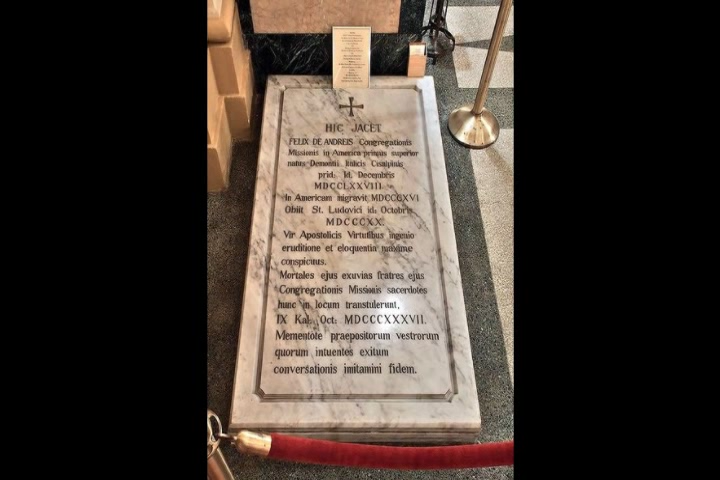 HIC JACET
FELIX DE ANDREIS Congregationis
Missionis in America primus superior
natus Demontii Italicis Cisalpinis
prid: Id. Decembris
MDCCLXXVIII
In Americam migravit MDCCCXVI
Obiit St. Ludovici id: Octobris
MDCCCXX.
Vir Apostolicis Virtutibus ingenio
eruditione et eloquentia maxime
conspicuus.
Mortales ejus exuvias fratres ejus
Congregationis Missionis sacerdotes
hunc in locum transtulerunt,
IX Kal. Oct: MDCCCXXXVII.
Mementote praepositorum vestrorum
quorum intuentes exitum
conversationis imitamini fidem.